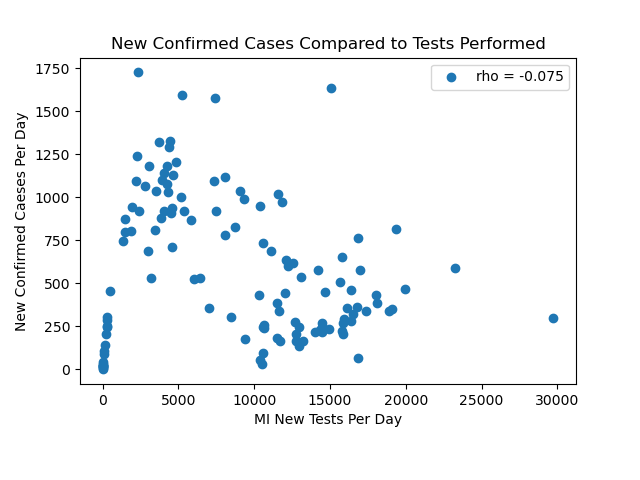 New Confirmed Cases Compared to Tests Performed
rho = -0.075
New Confirmed Caeses Per Day
1750
1500
1250
1000
750
500
250
0
0 5000 10000 15000 20000 25000 30000
MI New Tests Per Day